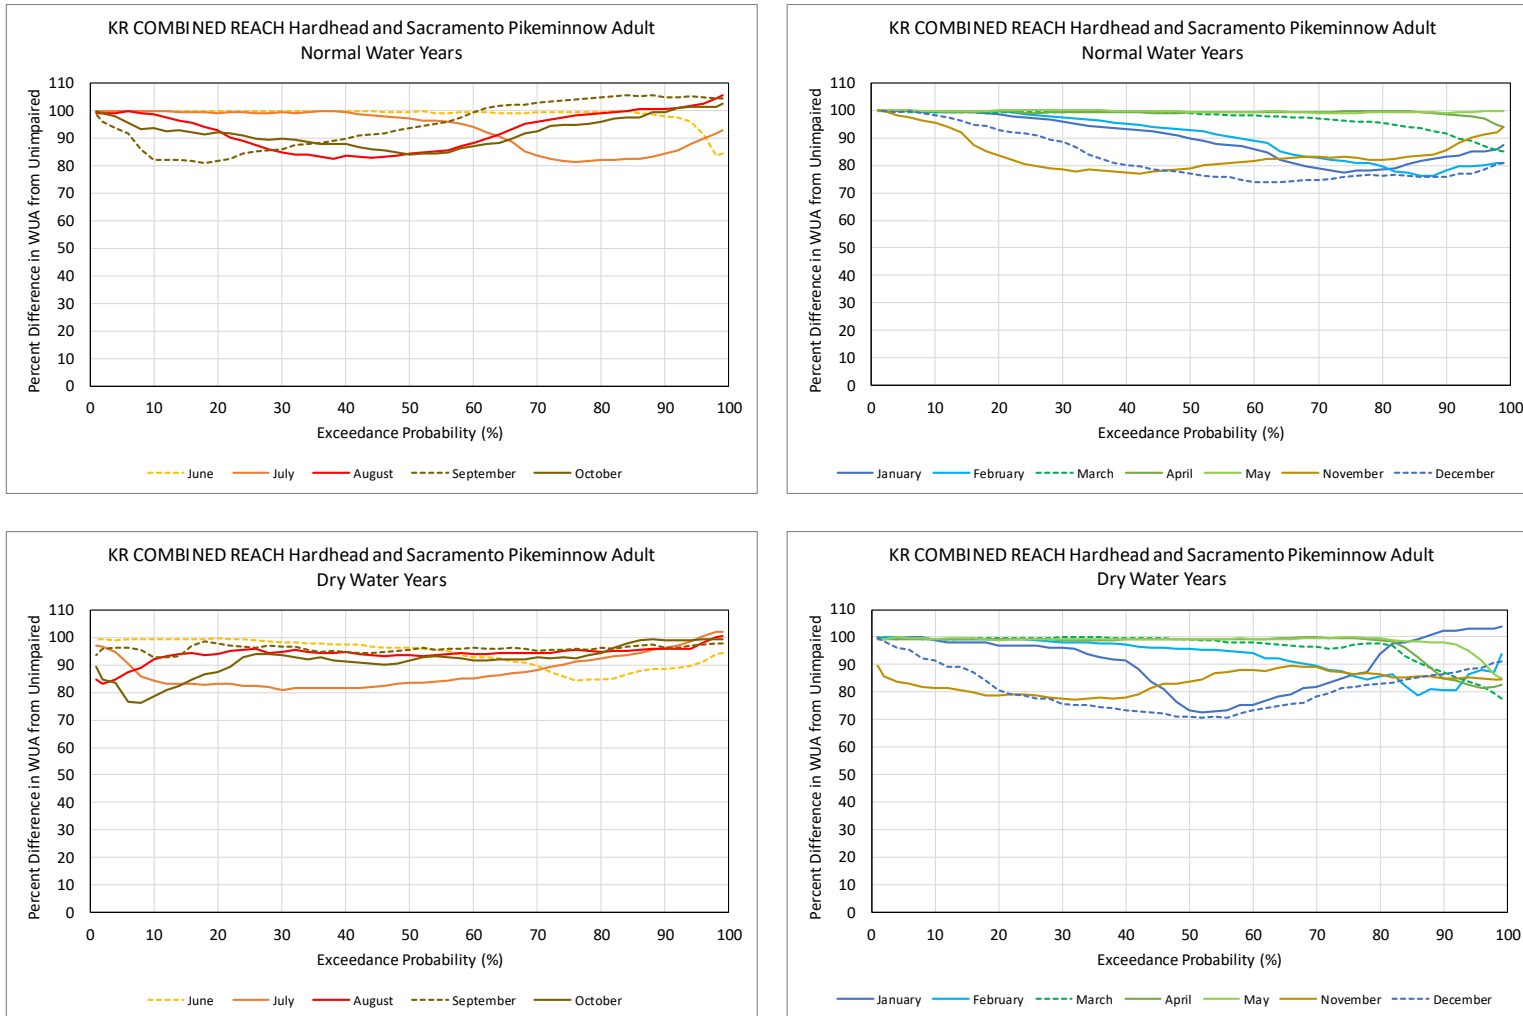 KR COMBINED REACH Hardhead and Sacramento Pikeminnow Adult
Normal Water Years
Percent Difference in WUA from Unimpaired
110
100
90
80
70
60
50
40
30
20
10
0
0 10 20 30 40 50 60 70 80 90 100
Exceedance Probability (%)
June July August September October
KR COMBINED REACH Hardhead and Sacramento Pikeminnow Adult
Normal Water Years
Percent Difference in WUA from Unimpaired
110
100
90
80
70
60
50
40
30
20
10
0
0 10 20 30 40 50 60 70 80 90 100
Exceedance Probability (%)
January February March April May November December
KR COMBINED REACH Hardhead and Sacramento Pikeminnow Adult
Dry Water Years
Percent Difference in WUA from Unimpaired
110
100
90
80
70
60
50
40
30
20
10
0
0 10 20 30 40 50 60 70 80 90 100
Exceedance Probability (%)
June July August September October
KR COMBINED REACH Hardhead and Sacramento Pikeminnow Adult
Dry Water Years
Percent Difference in WUA from Unimpaired
110
100
90
80
70
60
50
40
30
20
10
0
0 10 20 30 40 50 60 70 80 90 100
Exceedance Probability (%)
January February March April May November December